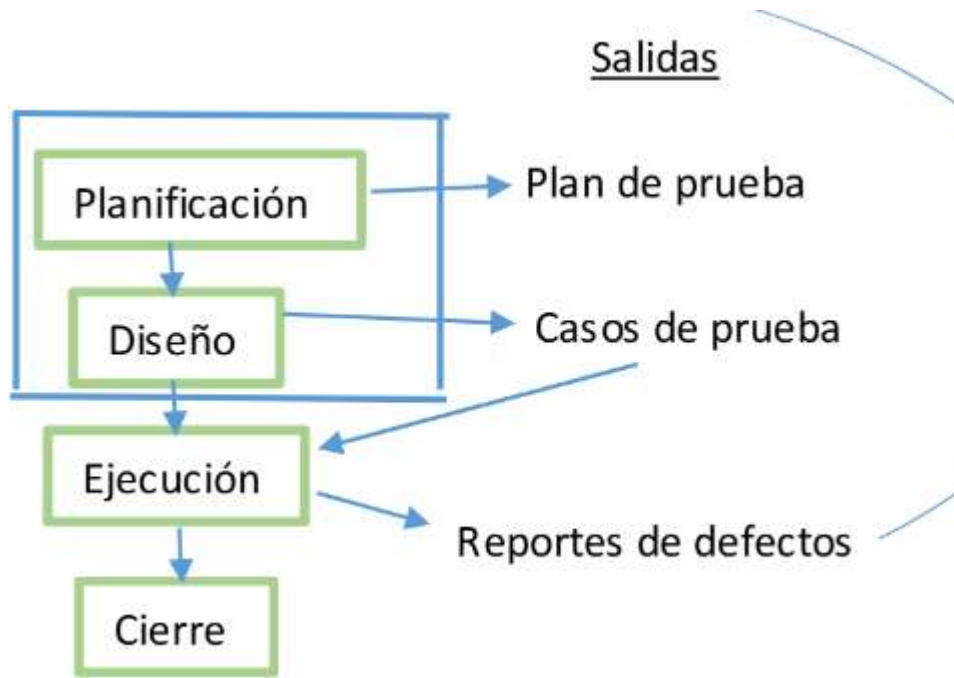 Salidas
Planificación
Plan de prueba
Diseño
Casos de prueba
Ejecución
Reportes de defectos
Cierre